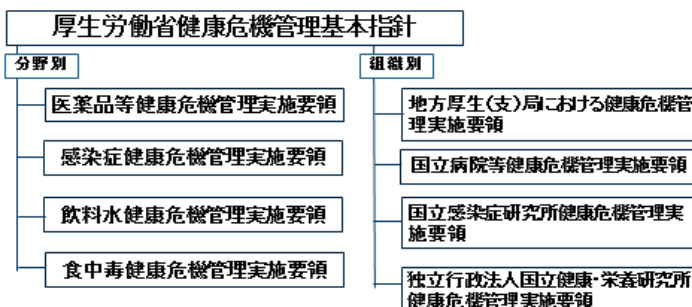 厚生労働省健康危機管理基本指針
分野別
医薬品等健康危機管理実施要領
感染症健康危機管理実施要領
飲料水健康危機管理実施要領
食中毒健康危機管理実施要領
組織別
地方厚生(支)局における健康危機管
理実施要領
国立病院等健康危機管理実施要領
国立感染症研究所健康危機管理実
施要領
独立行政法人国立健康・栄養研究所
健康危機管理実施要領